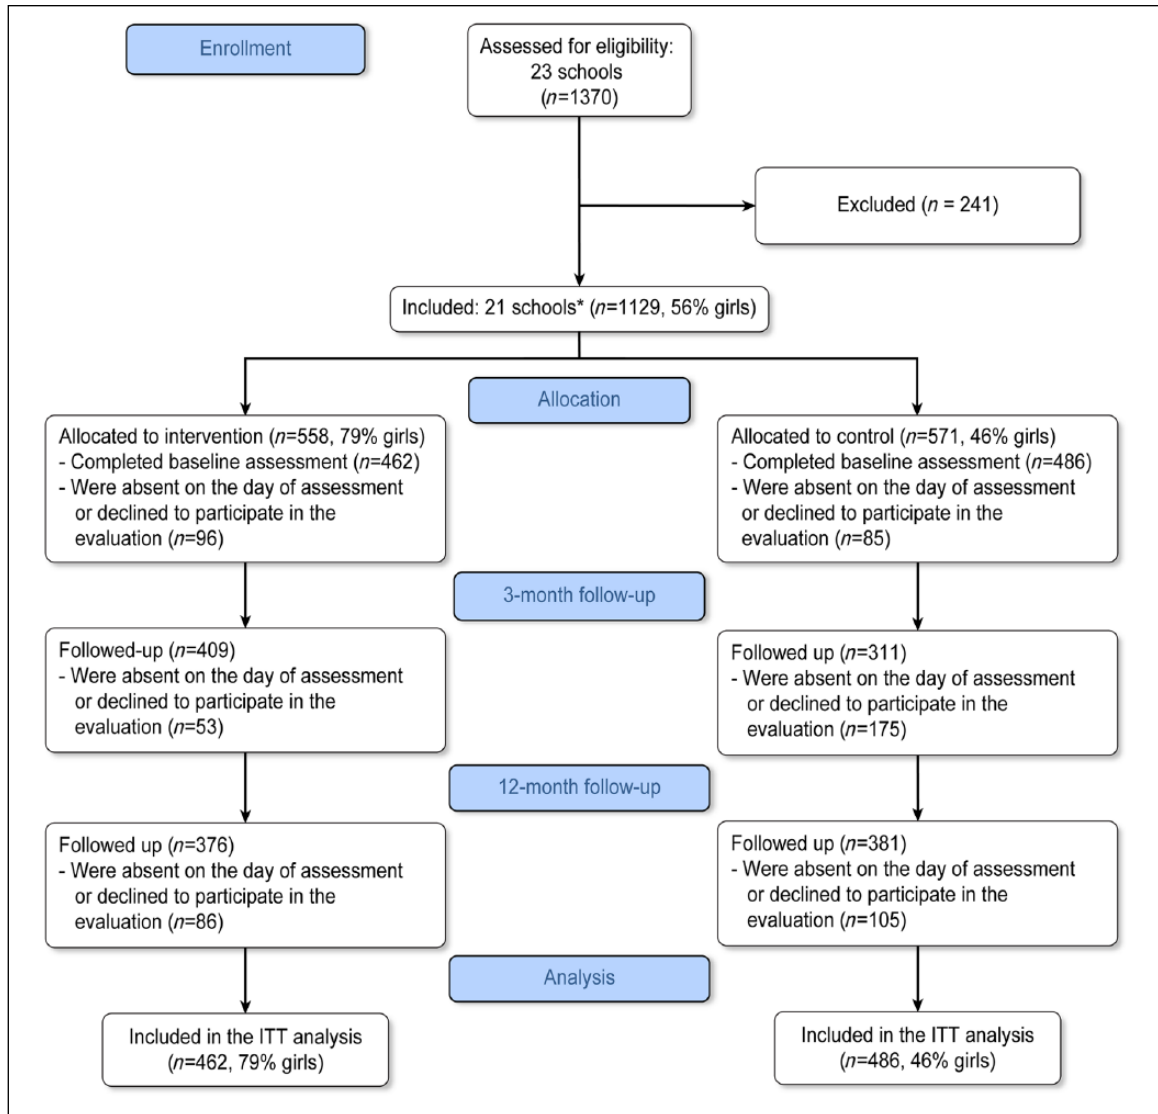 Enrollment
Assessed for eligibility:
23 schools
(n=1370)
Excluded (n = 241)
Included: 21 schools* (n=1129, 56% girls)
Allocation
Allocated to intervention (n=558, 79% girls)
- Completed baseline assessment (n=462)
- Were absent on the day of assessment
or declined to participate in the
evaluation (n=96)
Allocated to control (n=571, 46% girls)
- Completed baseline assessment (n=486)
- Were absent on the day of assessment
or declined to participate in the
evaluation (n=85)
3-month follow-up
Followed-up (n=409)
- Were absent on the day of assessment
or declined to participate in the
evaluation (n=53)
Followed up (n=311)
- Were absent on the day of assessment
or declined to participate in the
evaluation (n=175)
12-month follow-up
Followed up (n=376)
- Were absent on the day of assessment
or declined to participate in the
evaluation (n=86)
Followed up (n=381)
- Were absent on the day of assessment
or declined to participate in the
evaluation (n=105)
Analysis
Included in the ITT analysis
(n=462, 79% girls)
Included in the ITT analysis
(n=486, 46% girls)